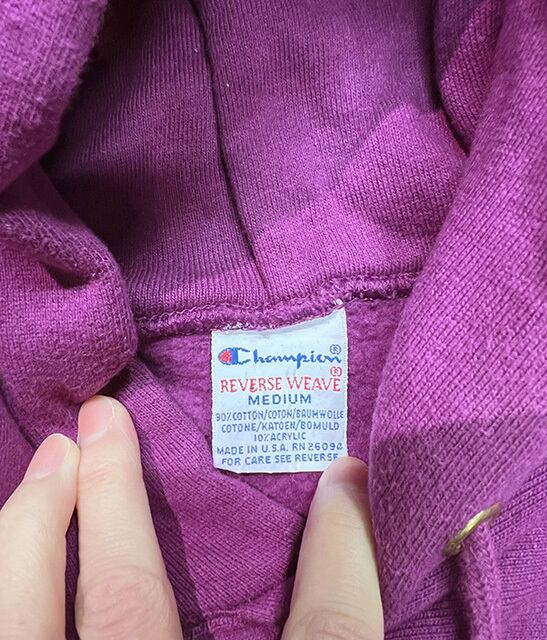 Champion®
REVERSE WEAVE®
MEDIUM
90% COTTON/COTON/BAUMWOLLE
COTONE/KATOEN/BOMULD
10% ACRYLIC
MADE IN U.S.A. RN 26094
FOR CARE SEE REVERSE